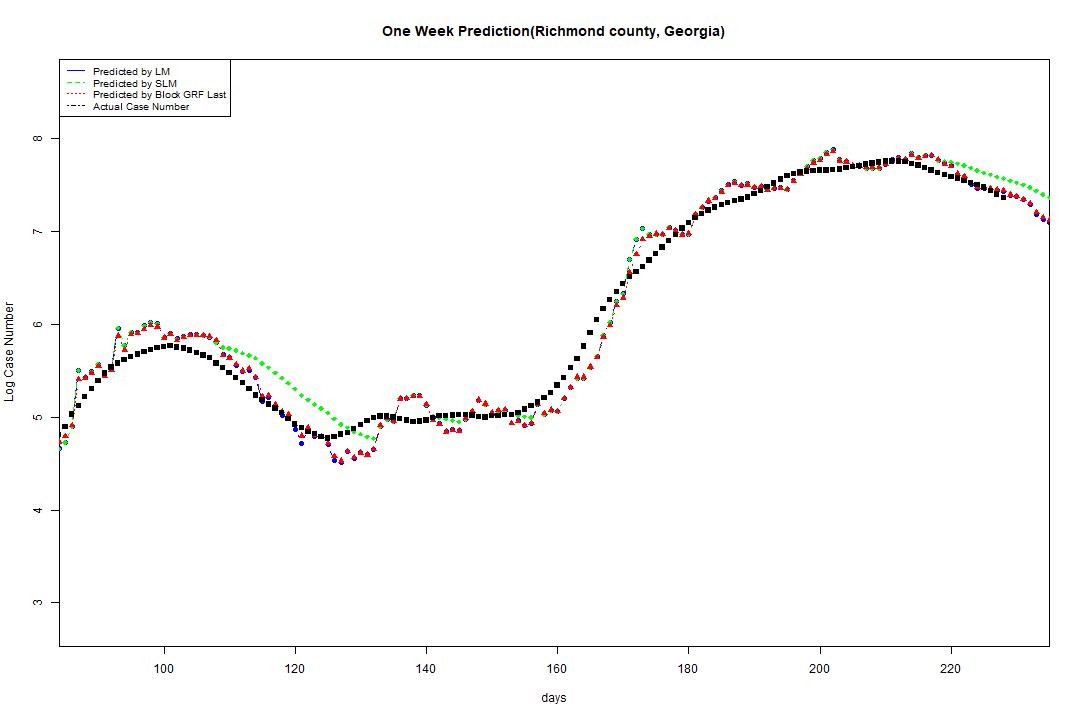 One Week Prediction(Richmond county, Georgia)
Predicted by LM
Predicted by SLM
Predicted by Block GRF Last
Actual Case Number
8
7
6
5
4
3
Log Case Number
100 120 140 160 180 200 220
days